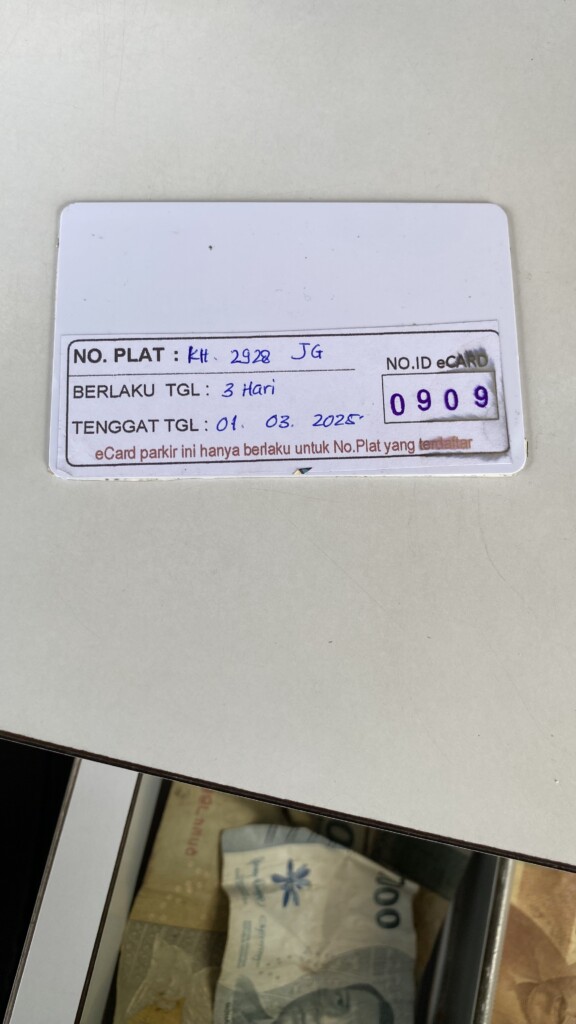 NO. PLAT : KH. 2928 JG
NO.ID eCARD
BERLAKU TGL : 3 Hari
0909
TENGGAT TGL : 01. 03. 2025
eCard parkir ini hanya berlaku untuk No.Plat yang terdaftar